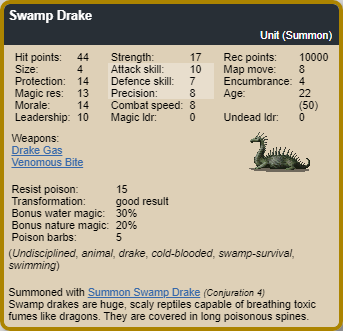 Swamp Drake
Unit (Summon)
Hit points: 44 Strength: 17 Rec points: 10000
Size: 4 Attack skill: 10 Map move: 8
Protection: 14 Defence skill: 7 Encumbrance: 4
Magic res: 13 Precision: 8 Age: 22
Morale: 14 Combat speed: 8 (50)
Leadership: 10 Magic ldr: 0 Undead ldr: 0
Weapons:
Drake Gas
Venomous Bite
Resist poison: 15
Transformation: good result
Bonus water magic: 30%
Bonus nature magic: 20%
Poison barbs: 5
(Undisciplined, animal, drake, cold-blooded, swamp-survival,
swimming)
Summoned with Summon Swamp Drake (Conjuration 4)
Swamp drakes are huge, scaly reptiles capable of breathing toxic
fumes like dragons. They are covered in long poisonous spines.